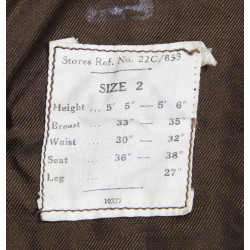 Stores Ref. No. 22C/853
SIZE 2
Height ... 5' 5" — 5' 6"
Breast ... 33" — 35"
Waist ... 30" — 32"
Seat ... 36" — 38"
Leg ... 27"
10327